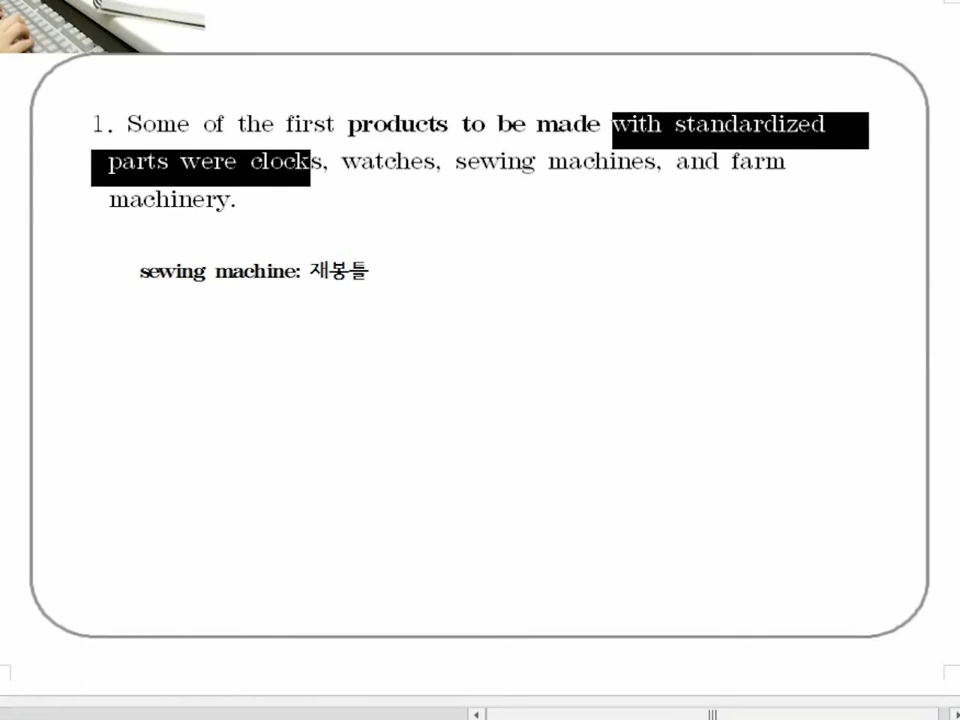 1. Some of the first products to be made with standardized
parts were clocks, watches, sewing machines, and farm
machinery.
sewing machine: 재봉틀